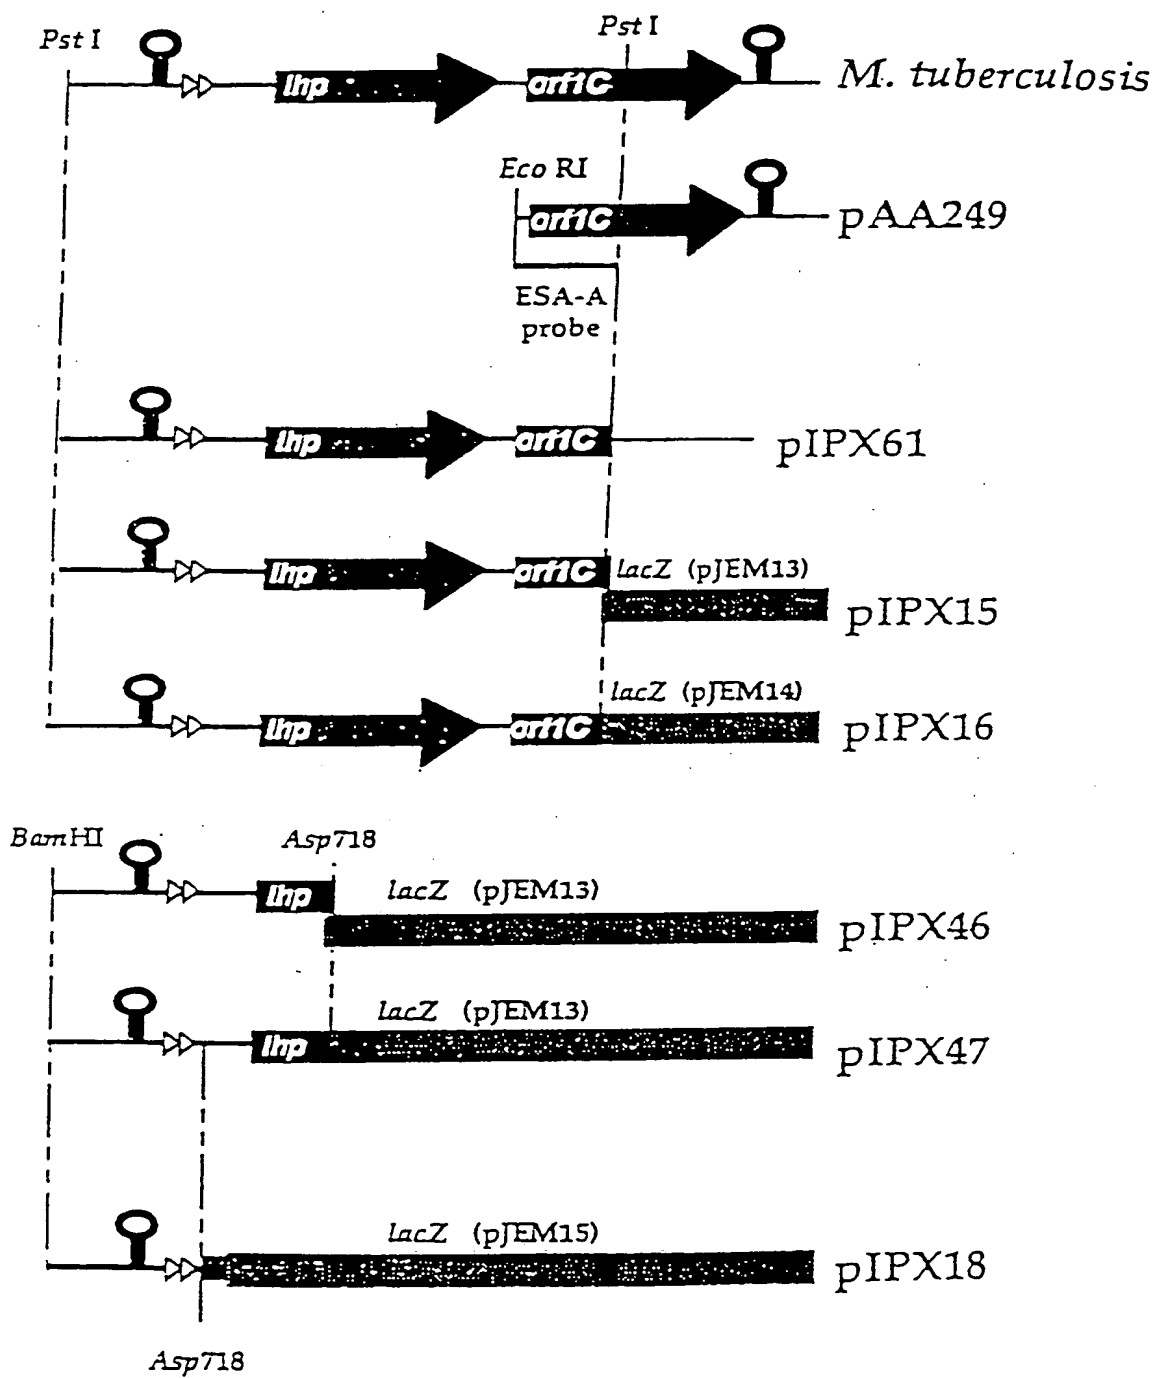 Pst I
Pst I
lhp
orf1C
M. tuberculosis
Eco RI
orf1C
pAA249
ESA-A
probe
lhp
orf1C
pIPX61
lhp
orf1C
lacZ (pJEM13)
pIPX15
lacZ (pJEM14)
lhp
orf1C
pIPX16
BamHI
Asp718
lhp
lacZ (pJEM13)
pIPX46
lacZ (pJEM13)
lhp
pIPX47
lacZ (pJEM15)
pIPX18
Asp718